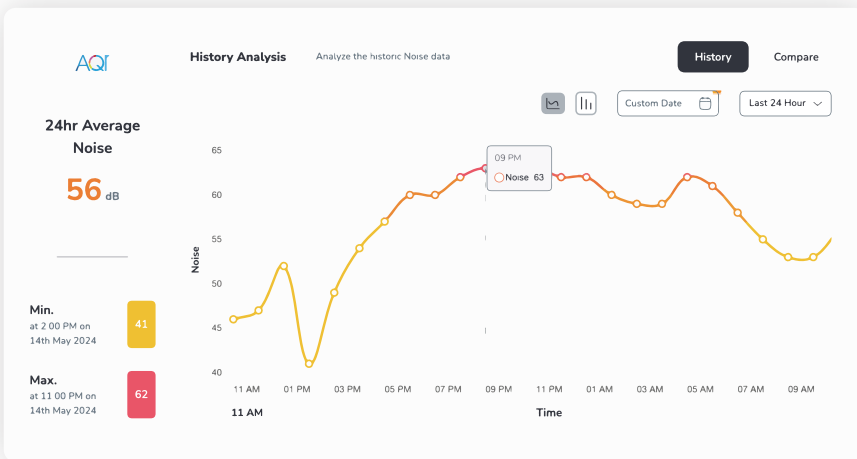 AQI
History Analysis
Analyze the historic Noise data
History
Compare
Custom Date
Last 24 Hour
24hr Average
Noise
56 dB
Min.
at 2 00 PM on
14th May 2024
41
Max.
at 11 00 PM on
14th May 2024
62
Noise
65
60
55
50
45
40
09 PM
Noise 63
11 AM 01 PM 03 PM 05 PM 07 PM 09 PM 11 PM 01 AM 03 AM 05 AM 07 AM 09 AM
11 AM
Time